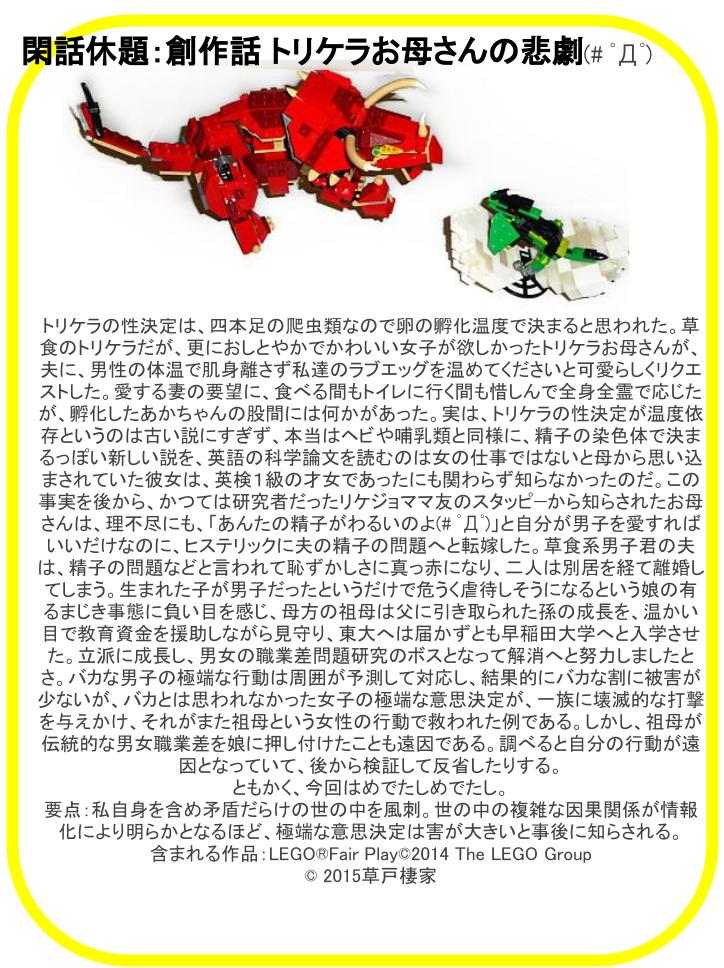 閑話休題：創作話 トリケラお母さんの悲劇(# ﾟДﾟ)
トリケラの性決定は、四本足の爬虫類なので卵の孵化温度で決まると思われた。草
食のトリケラだが、更におしとやかでかわいい女子が欲しかったトリケラお母さんが、
夫に、男性の体温で肌身離さず私達のラブエッグを温めてくださいと可愛らしくリクエ
ストした。愛する妻の要望に、食べる間もトイレに行く間も惜しんで全身全霊で応じた
が、孵化したあかちゃんの股間には何かがあった。実は、トリケラの性決定が温度依
存というのは古い説にすぎず、本当はヘビや哺乳類と同様に、精子の染色体で決ま
るっぽい新しい説を、英語の科学論文を読むのは女の仕事ではないと母から思い込
まされていた彼女は、英検１級の才女であったにも関わらず知らなかったのだ。この
事実を後から、かつては研究者だったリケジョママ友のスタッピーから知らされたお母
さんは、理不尽にも、「あんたの精子がわるいのよ(# ﾟДﾟ)」と自分が男子を愛すれば
いいだけなのに、ヒステリックに夫の精子の問題へと転嫁した。草食系男子君の夫
は、精子の問題などと言われて恥ずかしさに真っ赤になり、二人は別居を経て離婚し
てしまう。生まれた子が男子だったというだけで危うく虐待しそうになるという娘の有
るまじき事態に負い目を感じ、母方の祖母は父に引き取られた孫の成長を、温かい
目で教育資金を援助しながら見守り、東大へは届かずとも早稲田大学へと入学させ
た。立派に成長し、男女の職業差問題研究のボスとなって解消へと努力しましたと
さ。バカな男子の極端な行動は周囲が予測して対応し、結果的にバカな割に被害が
少ないが、バカとは思われなかった女子の極端な意思決定が、一族に壊滅的な打撃
を与えかけ、それがまた祖母という女性の行動で救われた例である。しかし、祖母が
伝統的な男女職業差を娘に押し付けたことも遠因である。調べると自分の行動が遠
因となっていて、後から検証して反省したりする。
ともかく、今回はめでたしめでたし。
要点：私自身を含め矛盾だらけの世の中を風刺。世の中の複雑な因果関係が情報
化により明らかとなるほど、極端な意思決定は害が大きいと事後に知らされる。
含まれる作品：LEGO®Fair Play©2014 The LEGO Group
© 2015草戸棲家